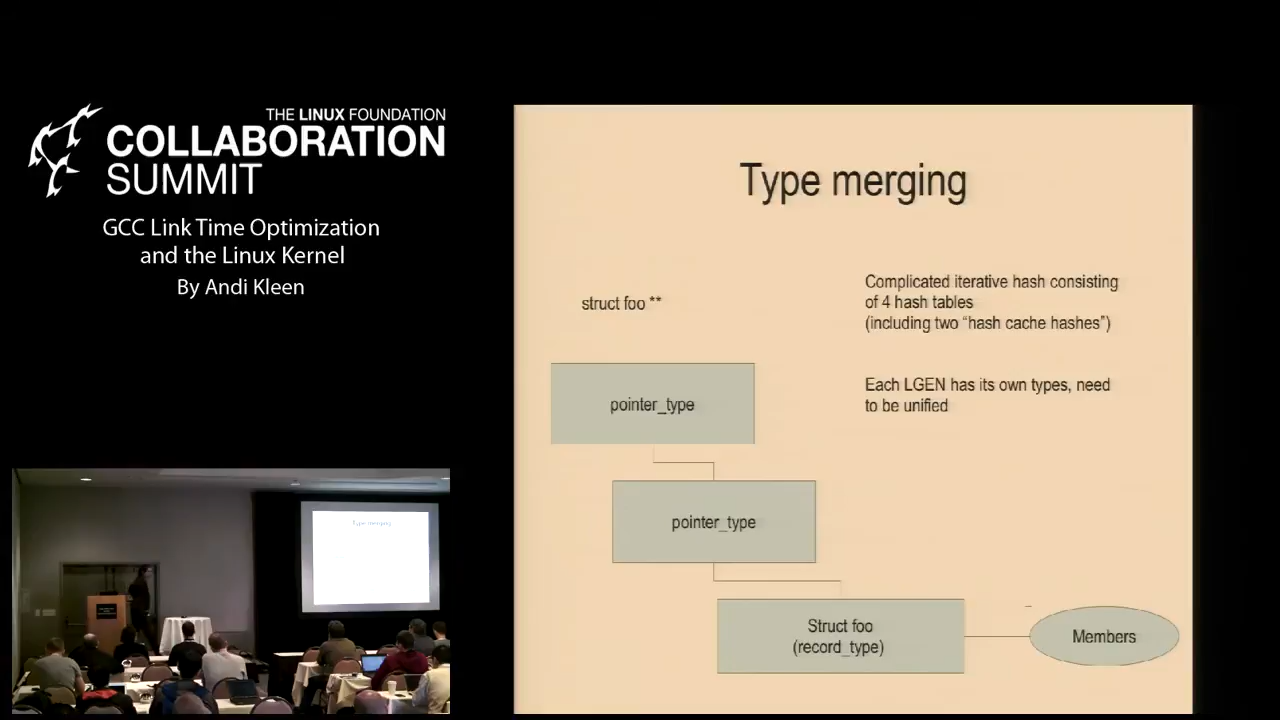 THE LINUX FOUNDATION
COLLABORATION
SUMMIT
GCC Link Time Optimization
and the Linux Kernel
By Andi Kleen
Type merging
struct foo **
Complicated iterative hash consisting
of 4 hash tables
(including two “hash cache hashes”)
Each LGEN has its own types, need
to be unified
pointer_type
pointer_type
Struct foo
(record_type)
Members
Type merging